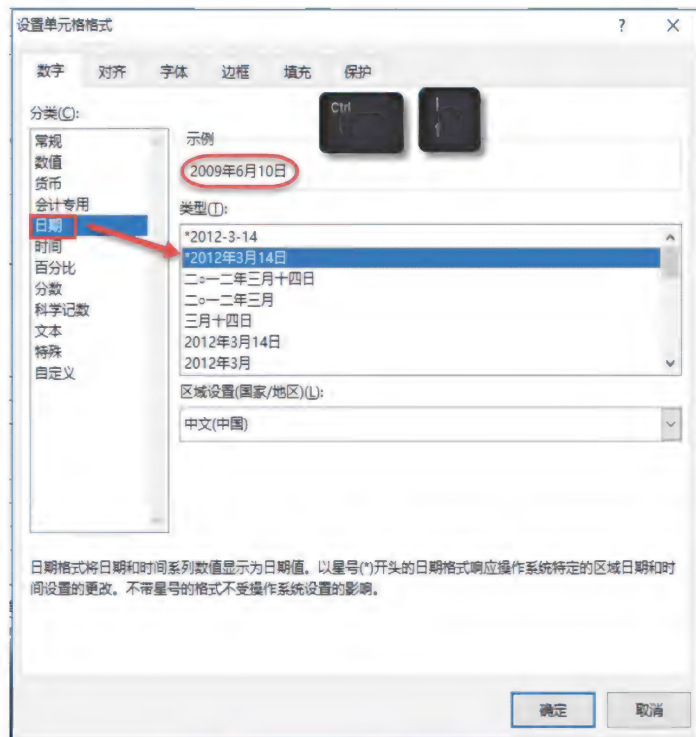 设置单元格格式
? ×
数字 对齐 字体 边框 填充 保护
分类(C):
常规
数值
货币
会计专用
日期
时间
百分比
分数
科学记数
文本
特殊
自定义
Ctrl
!
1
示例
2009年6月10日
类型(T):
*2012-3-14
*2012年3月14日
二○一二年三月十四日
二○一二年三月
三月十四日
2012年3月14日
2012年3月
区域设置(国家/地区)(L):
中文(中国)
日期格式将日期和时间系列数值显示为日期值。以星号(*)开头的日期格式响应操作系统特定的区域日期和时
间设置的更改。不带星号的格式不受操作系统设置的影响。
确定 取消